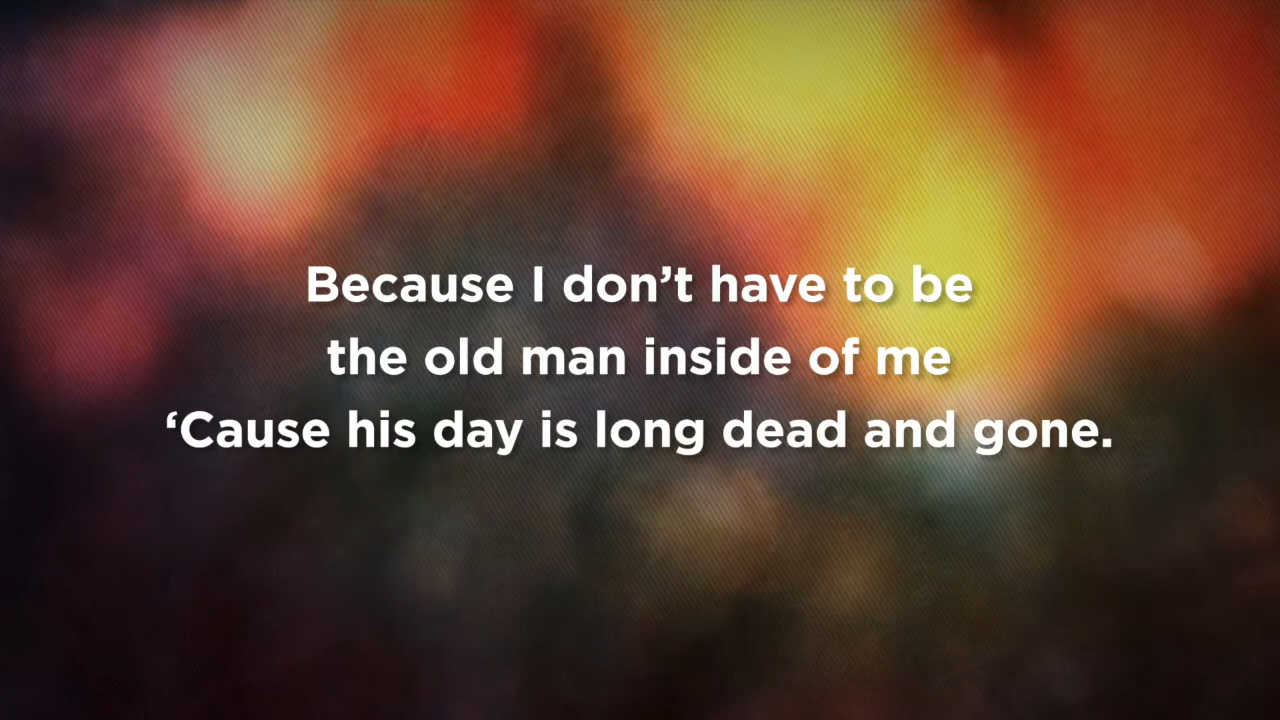 Because I don’t have to be
the old man inside of me
‘Cause his day is long dead and gone.